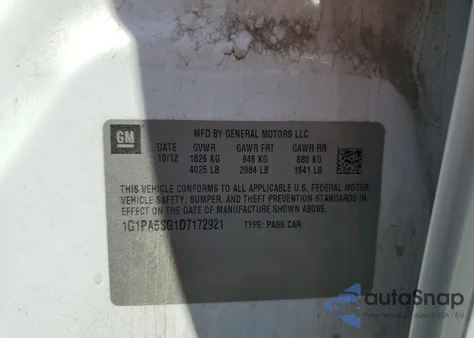 GM
MFD BY GENERAL MOTORS LLC
DATE GVWR GAWR FRT GAWR RR
10/12 1826 KG 946 KG 880 KG
4025 LB 2084 LB 1941 LB
THIS VEHICLE CONFORMS TO ALL APPLICABLE U.S. FEDERAL MOTOR
VEHICLE SAFETY, BUMPER, AND THEFT PREVENTION STANDARDS
IN EFFECT ON THE DATE OF MANUFACTURE SHOWN ABOVE.
1G1PA5SG1D7172921 TYPE: PASS CAR
autoSnap